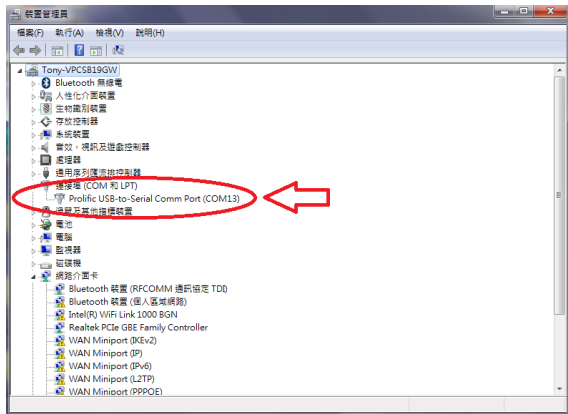 裝置管理員
檔案(F) 執行(A) 檢視(V) 說明(H)
Tony-VPCSB19GW
Bluetooth 無線電
人性化介面裝置
生物識別裝置
存放控制器
系統裝置
音效，視訊及遊戲控制器
處理器
通用序列匯流排控制器
連接埠 (COM 和 LPT)
Prolific USB-to-Serial Comm Port (COM13)
滑鼠及其他指標裝置
電池
電腦
監視器
磁碟機
網路介面卡
Bluetooth 裝置 (RFCOMM 通訊協定 TDI)
Bluetooth 裝置 (個人區域網路)
Intel(R) WiFi Link 1000 BGN
Realtek PCIe GBE Family Controller
WAN Miniport (IKEv2)
WAN Miniport (IP)
WAN Miniport (IPv6)
WAN Miniport (L2TP)
WAN Miniport (PPPOE)